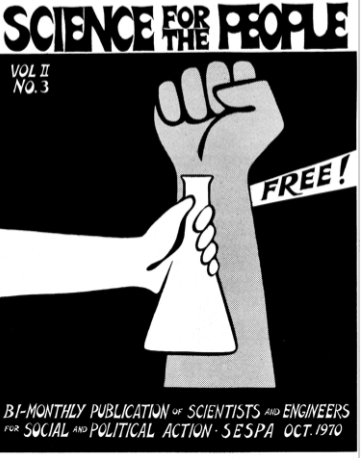 SCIENCE FOR THE PEOPLE
VOL II
NO. 3
FREE!
BI-MONTHLY PUBLICATION OF SCIENTISTS AND ENGINEERS
FOR SOCIAL AND POLITICAL ACTION · SESPA OCT. 1970